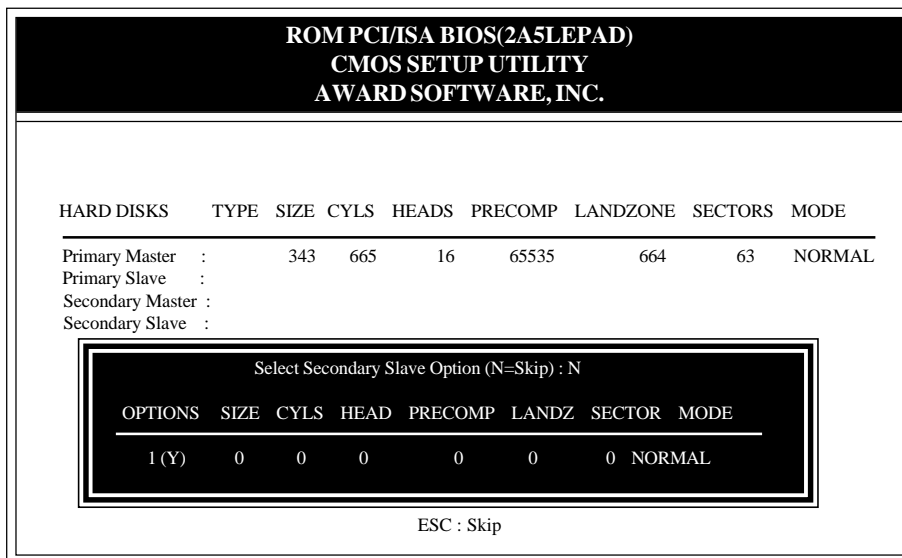 ROM PCI/ISA BIOS(2A5LEPAD)
CMOS SETUP UTILITY
AWARD SOFTWARE, INC.
HARD DISKS TYPE SIZE CYLS HEADS PRECOMP LANDZONE SECTORS MODE
Primary Master : 343 665 16 65535 664 63 NORMAL
Primary Slave :
Secondary Master :
Secondary Slave :
Select Secondary Slave Option (N=Skip) : N
OPTIONS SIZE CYLS HEAD PRECOMP LANDZ SECTOR MODE
1 (Y) 0 0 0 0 0 0 NORMAL
ESC : Skip